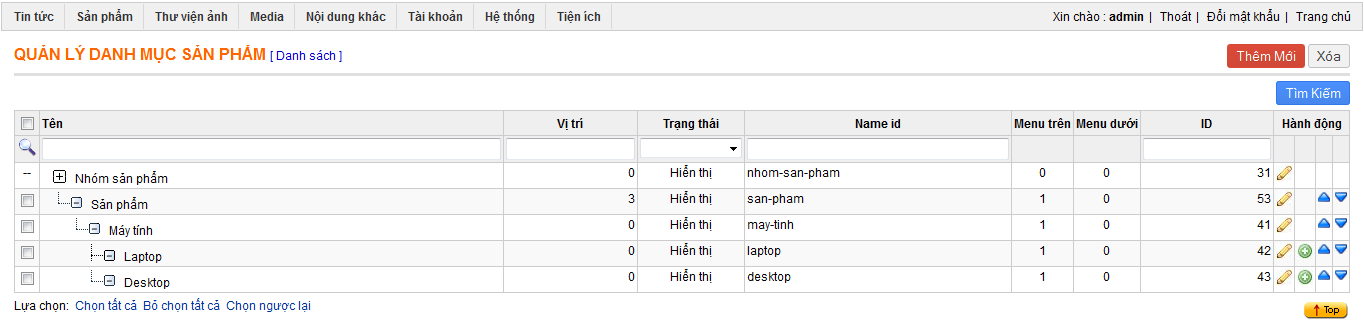 Tin tức Sản phẩm Thư viện ảnh Media Nội dung khác Tài khoản Hệ thống Tiện ích Xin chào : admin | Thoát | Đổi mật khẩu | Trang chủ
QUẢN LÝ DANH MỤC SẢN PHẨM [ Danh sách ] Thêm Mới Xóa
Tìm Kiếm
Tên Vị trí Trạng thái Name id Menu trên Menu dưới ID Hành động
-- Nhóm sản phẩm 0 Hiển thị nhom-san-pham 0 0 31
Sản phẩm 3 Hiển thị san-pham 1 0 53
Máy tính 0 Hiển thị may-tinh 1 0 41
Laptop 0 Hiển thị laptop 1 0 42
Desktop 0 Hiển thị desktop 1 0 43
Lựa chọn: Chọn tất cả Bỏ chọn tất cả Chọn ngược lại Top